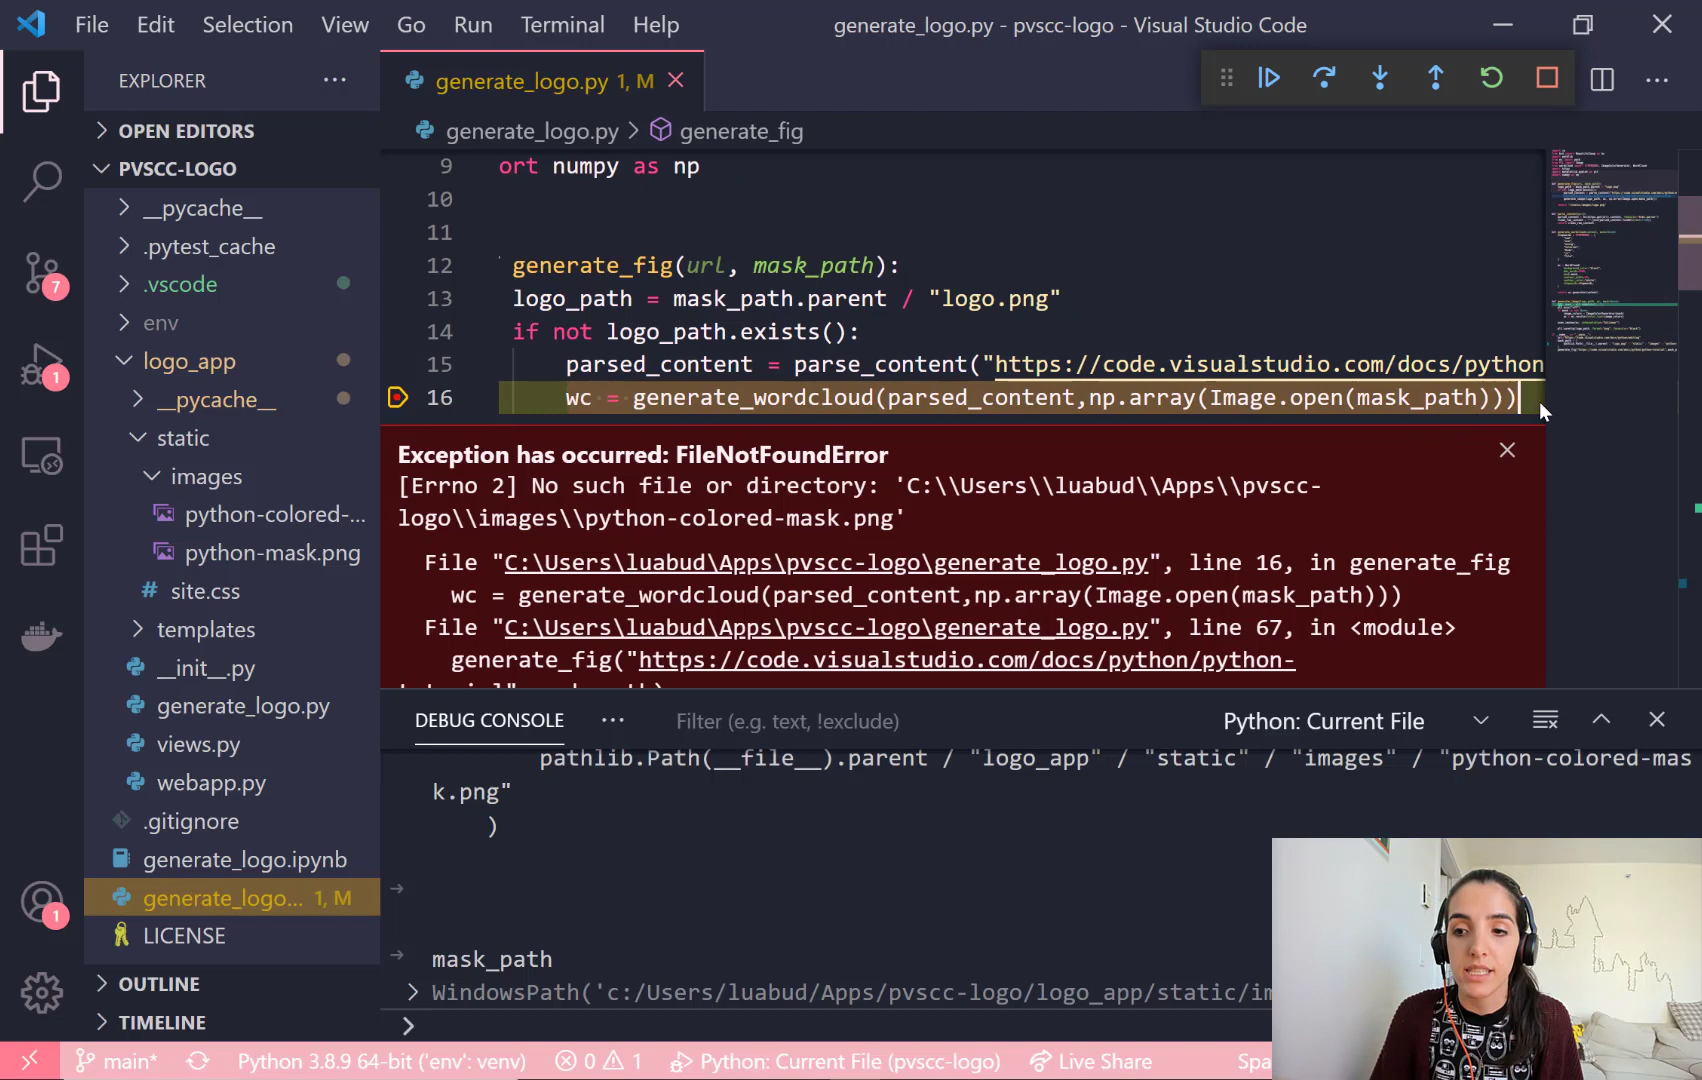 File Edit Selection View Go Run Terminal Help generate_logo.py - pvscc-logo - Visual Studio Code
EXPLORER
OPEN EDITORS
PVSCC-LOGO
__pycache__
.pytest_cache
.vscode
env
logo_app
__pycache__
static
images
python-colored-...
python-mask.png
# site.css
templates
__init__.py
generate_logo.py
views.py
webapp.py
.gitignore
generate_logo.ipynb
generate_logo... 1, M
LICENSE
OUTLINE
TIMELINE
7
1
1
generate_logo.py 1, M
generate_logo.py > generate_fig
9 ort numpy as np
10
11
12 generate_fig(url, mask_path):
13 logo_path = mask_path.parent / "logo.png"
14 if not logo_path.exists():
15 parsed_content = parse_content("https://code.visualstudio.com/docs/python
16 wc = generate_wordcloud(parsed_content,np.array(Image.open(mask_path)))
Exception has occurred: FileNotFoundError
[Errno 2] No such file or directory: 'C:\\Users\\luabud\\Apps\\pvscc-
logo\\images\\python-colored-mask.png'
File "C:\Users\luabud\Apps\pvscc-logo\generate_logo.py", line 16, in generate_fig
wc = generate_wordcloud(parsed_content,np.array(Image.open(mask_path)))
File "C:\Users\luabud\Apps\pvscc-logo\generate_logo.py", line 67, in <module>
generate_fig("https://code.visualstudio.com/docs/python/python-
DEBUG CONSOLE ... Filter (e.g. text, !exclude) Python: Current File
pathlib.Path(__file__).parent / "logo_app" / "static" / "images" / "python-colored-mas
k.png"
)
mask_path
> WindowsPath('c:/Users/luabud/Apps/pvscc-logo/logo_app/static/im
>
main* Python 3.8.9 64-bit ('env': venv) 0 1 Python: Current File (pvscc-logo) Live Share Spa